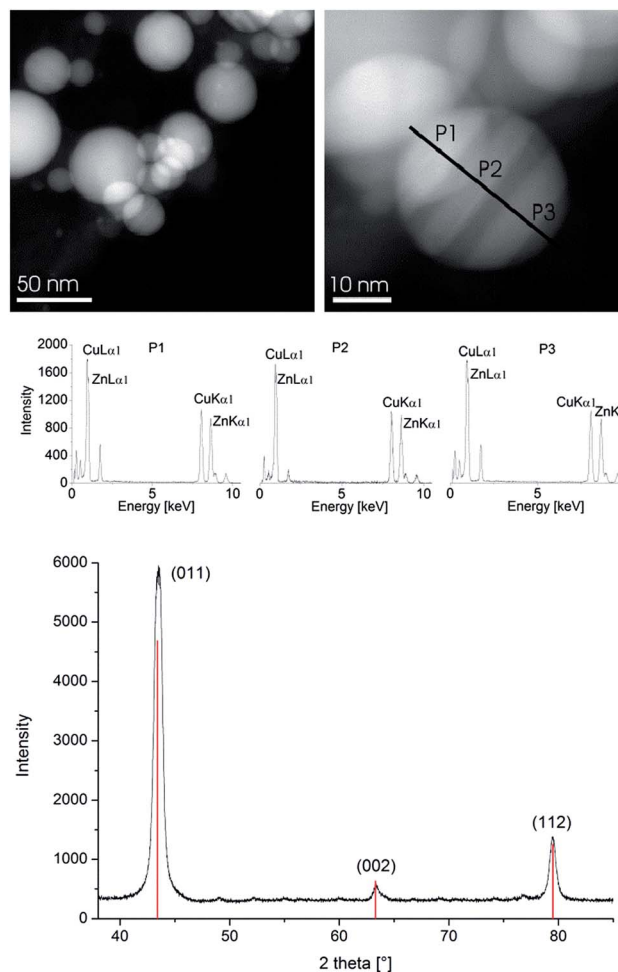 P1
P2
P3
50 nm
10 nm
P1
P2
P3
CuLα1
ZnLα1
CuKα1
ZnKα1
CuLα1
ZnLα1
CuKα1
ZnKα1
CuLα1
ZnLα1
CuKα1
ZnK
Intensity
2000
1600
1200
800
400
0
0 5 10
0 5 10
0 5
Energy [keV]
Energy [keV]
Energy [keV]
6000
5000
4000
3000
2000
1000
0
Intensity
(011)
(002)
(112)
40 50 60 70 80
2 theta [°]